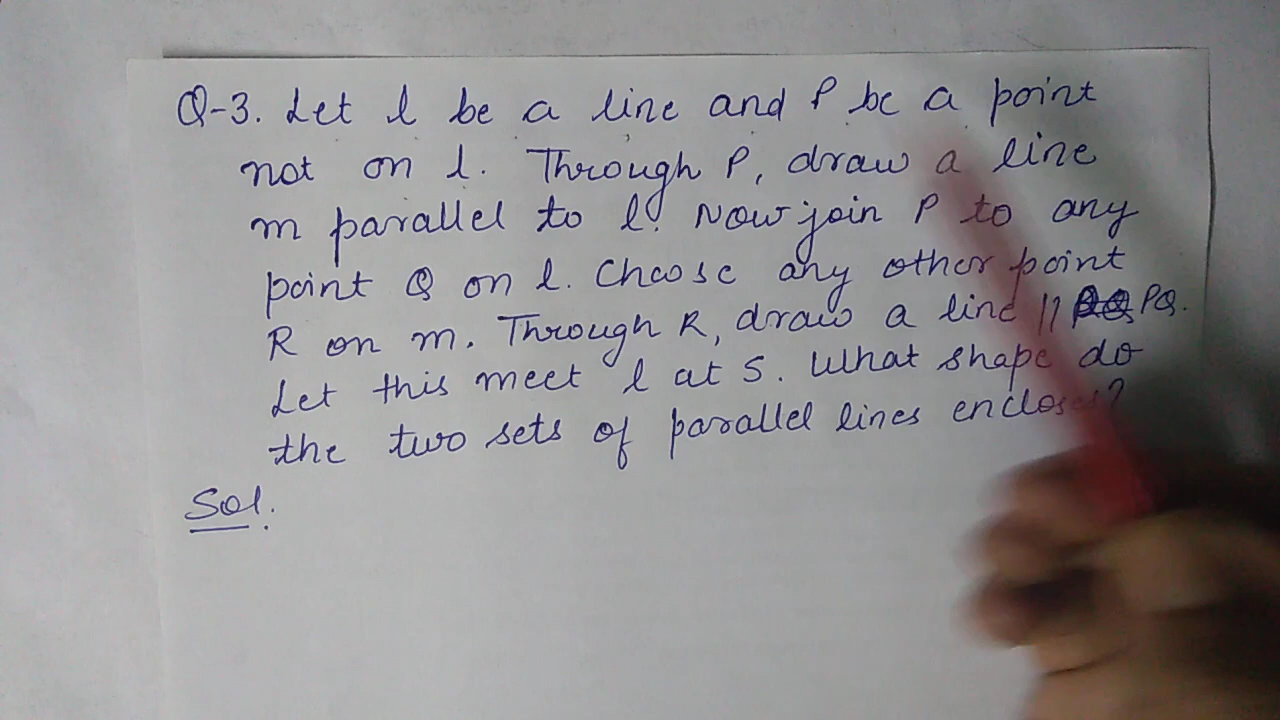 Q-3. Let l be a line and P be a point
not on l. Through P, draw a line
m parallel to l. Now join P to any
point Q on l. Choose any other point
R on m. Through R, draw a line || PQ.
Let this meet l at S. What shape do
the two sets of parallel lines encloses?
Sol.